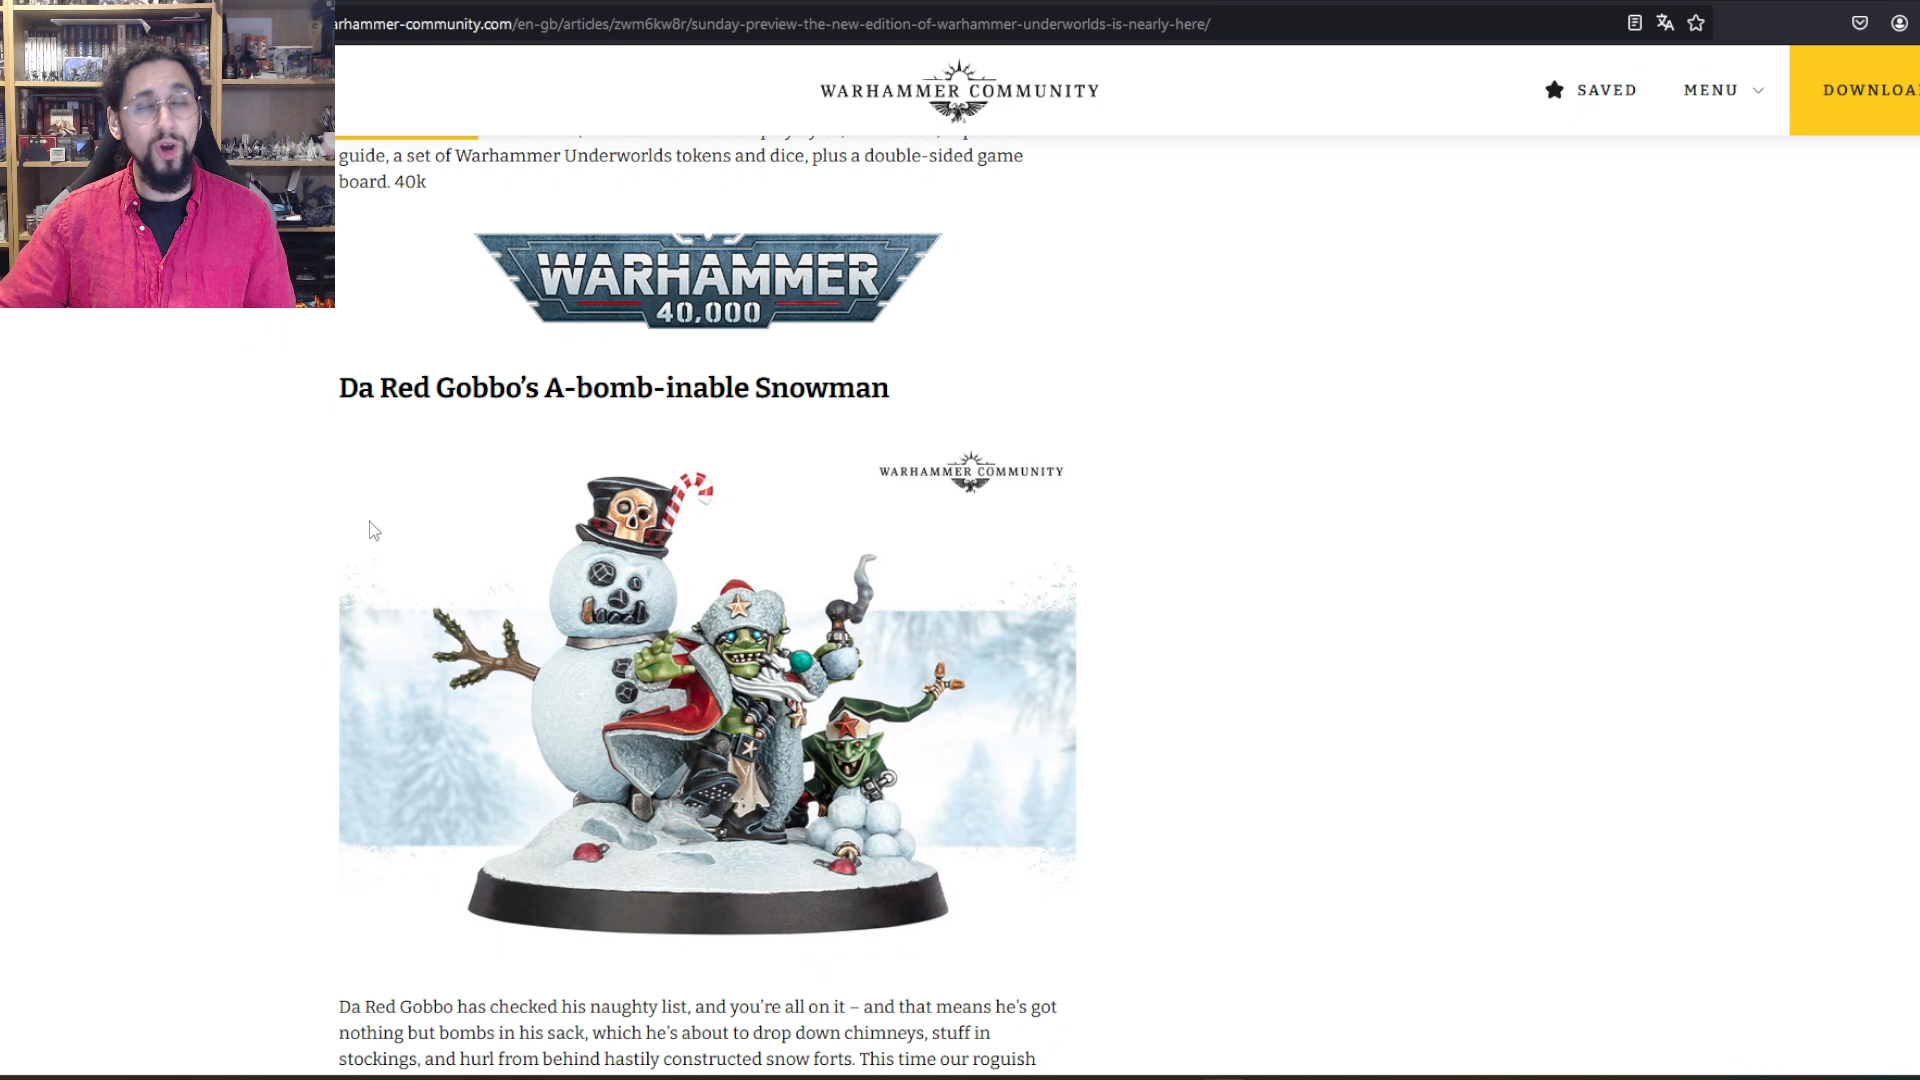 arhammer-community.com/en-gb/articles/zwm6kw8r/sunday-preview-the-new-edition-of-warhammer-underworlds-is-nearly-here/
WARHAMMER COMMUNITY
SAVED
MENU
DOWNLOA
guide, a set of Warhammer Underworlds tokens and dice, plus a double-sided game
board. 40k
WARHAMMER
40,000
Da Red Gobbo’s A-bomb-inable Snowman
WARHAMMER COMMUNITY
Da Red Gobbo has checked his naughty list, and you’re all on it – and that means he’s got
nothing but bombs in his sack, which he’s about to drop down chimneys, stuff in
stockings, and hurl from behind hastily constructed snow forts. This time our roguish